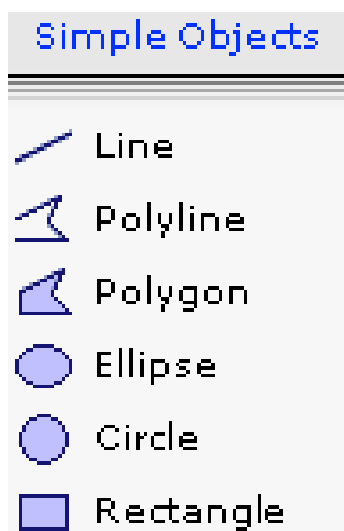 Simple Objects
Line
Polyline
Polygon
Ellipse
Circle
Rectangle